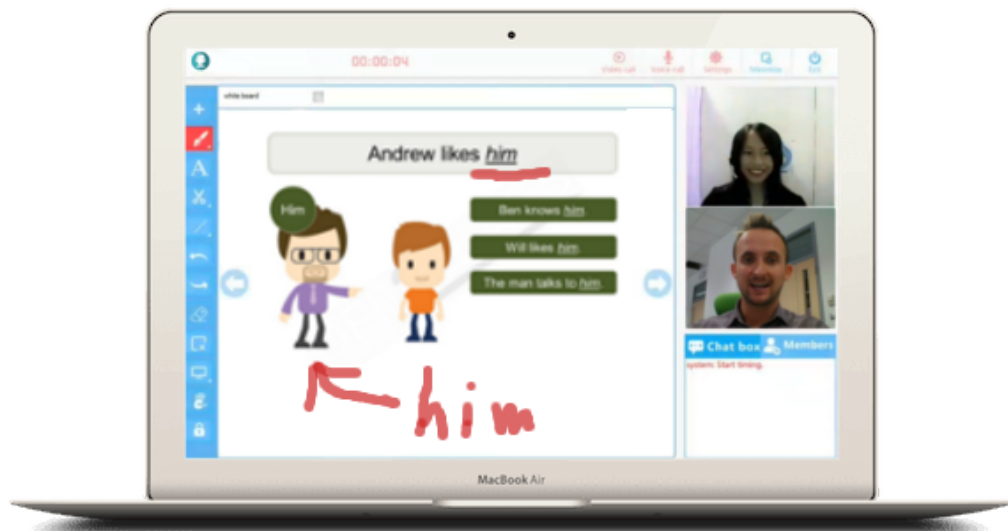 00:00:04
Video call
Voice call
Settings
Exit
white board
Andrew likes him
Him
Ben knows him.
Will likes him.
The man talks to him.
A
him
Chat box
Members
system: Start timing.
MacBook Air